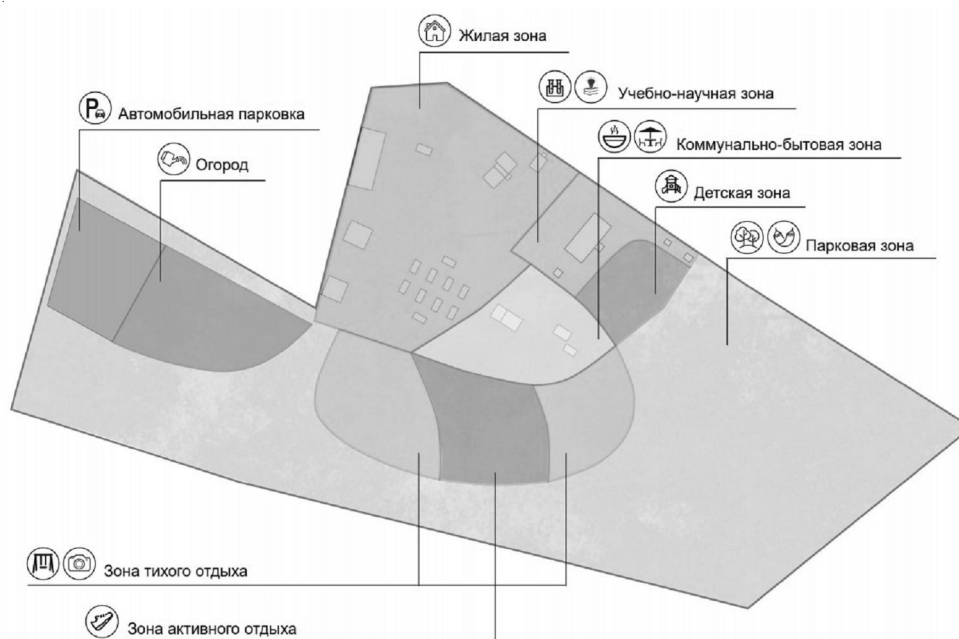 Жилая зона
Учебно-научная зона
Автомобильная парковка
Коммунально-бытовая зона
Огород
Детская зона
Парковая зона
Зона тихого отдыха
Зона активного отдыха